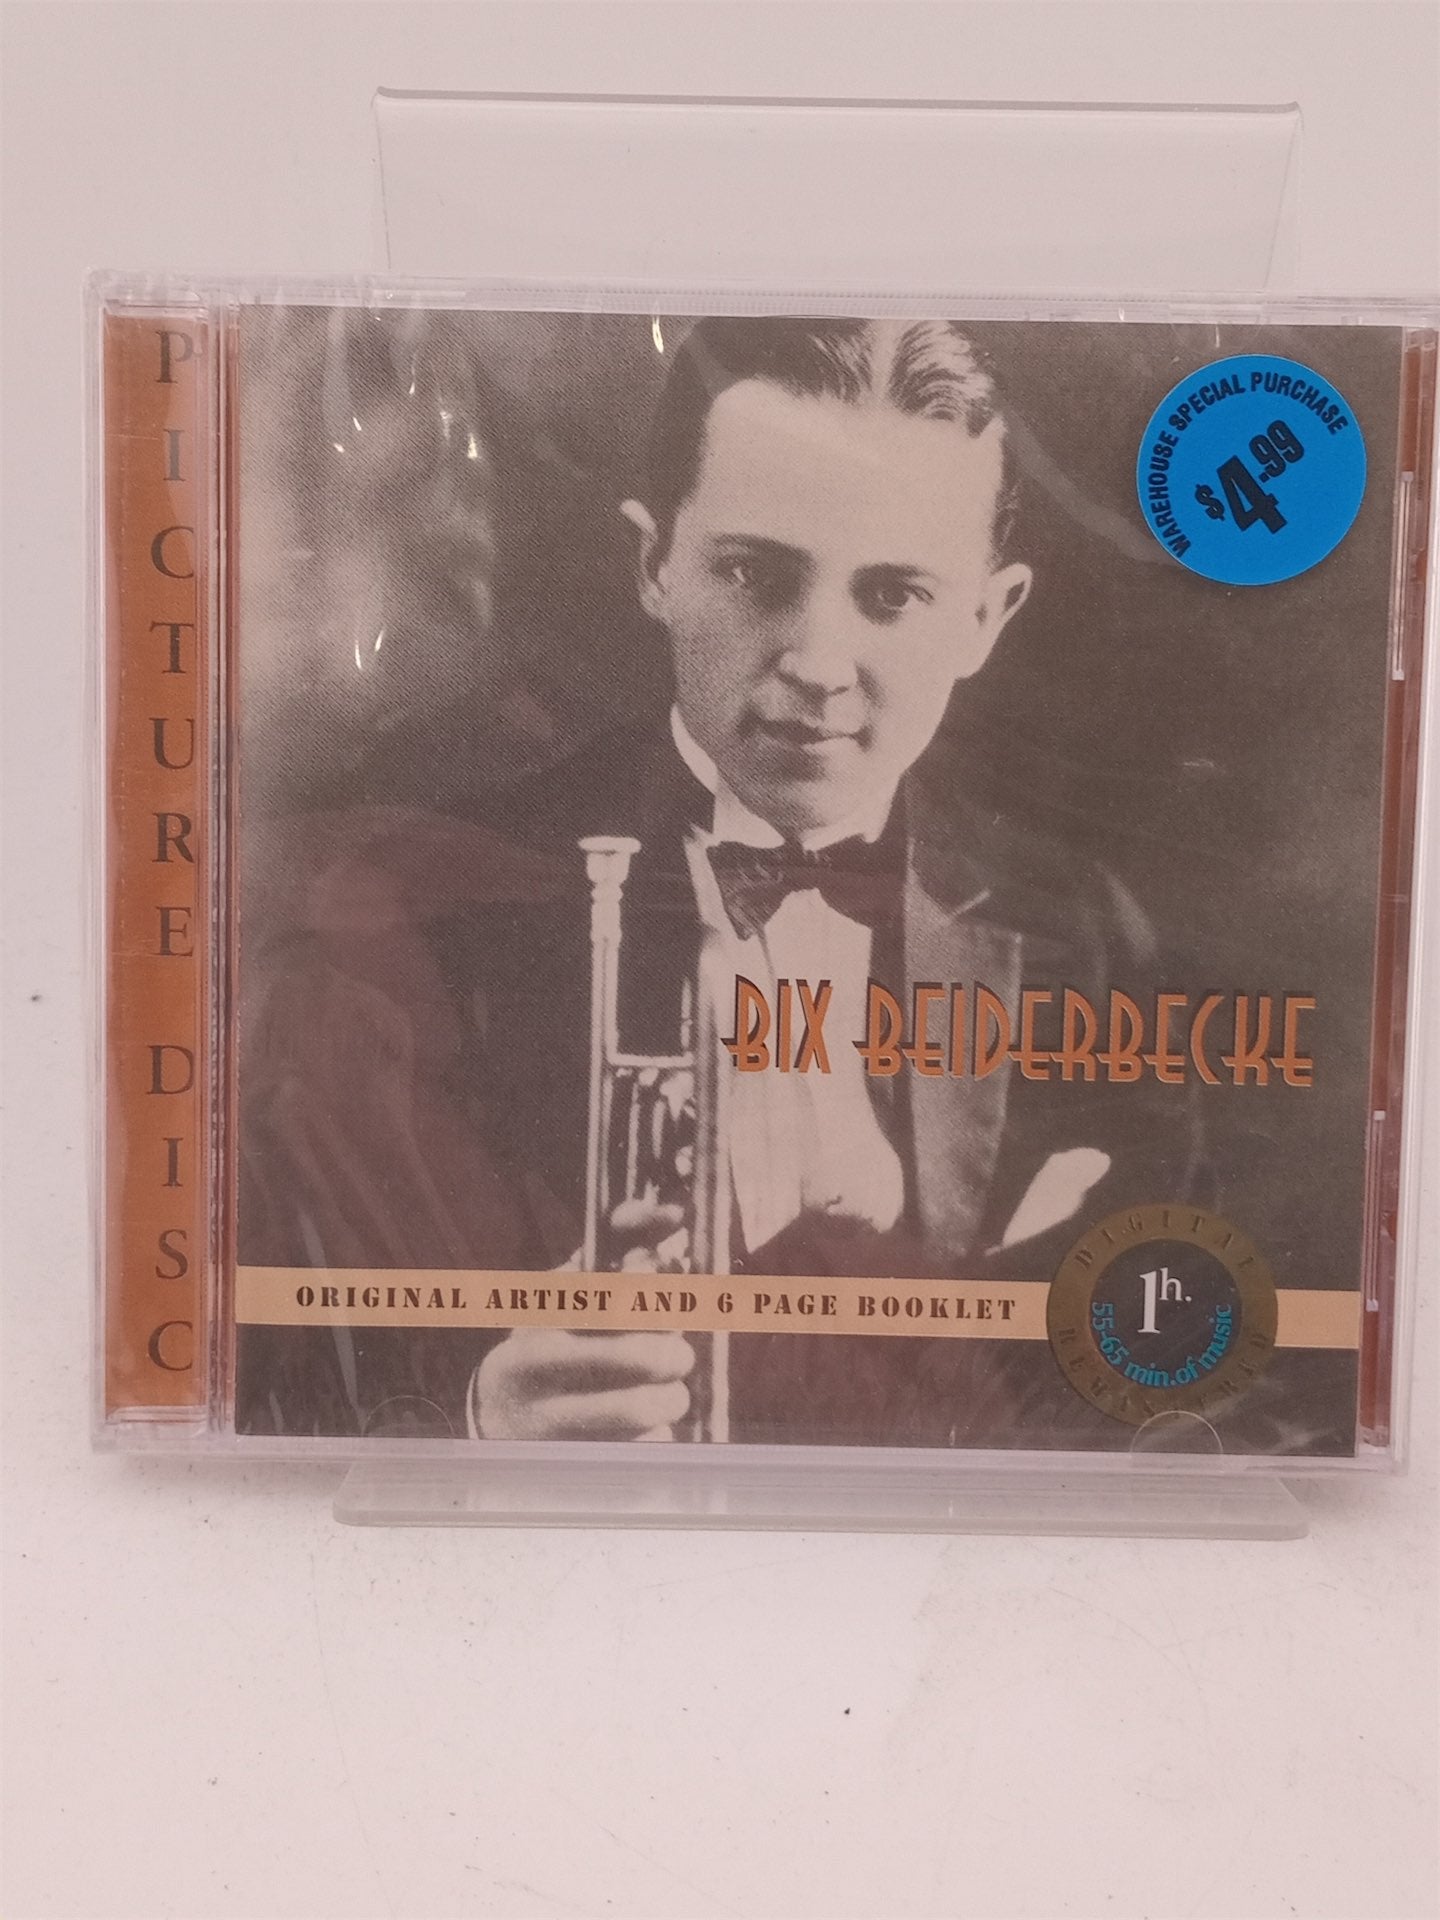 PICTURE DISC
WAREHOUSE SPECIAL PURCHASE
$4.99
BIX BEIDERBECKE
ORIGINAL ARTIST AND 6 PAGE BOOKLET
DIGITAL
1h.
55-65 min.of music
REMASTERED